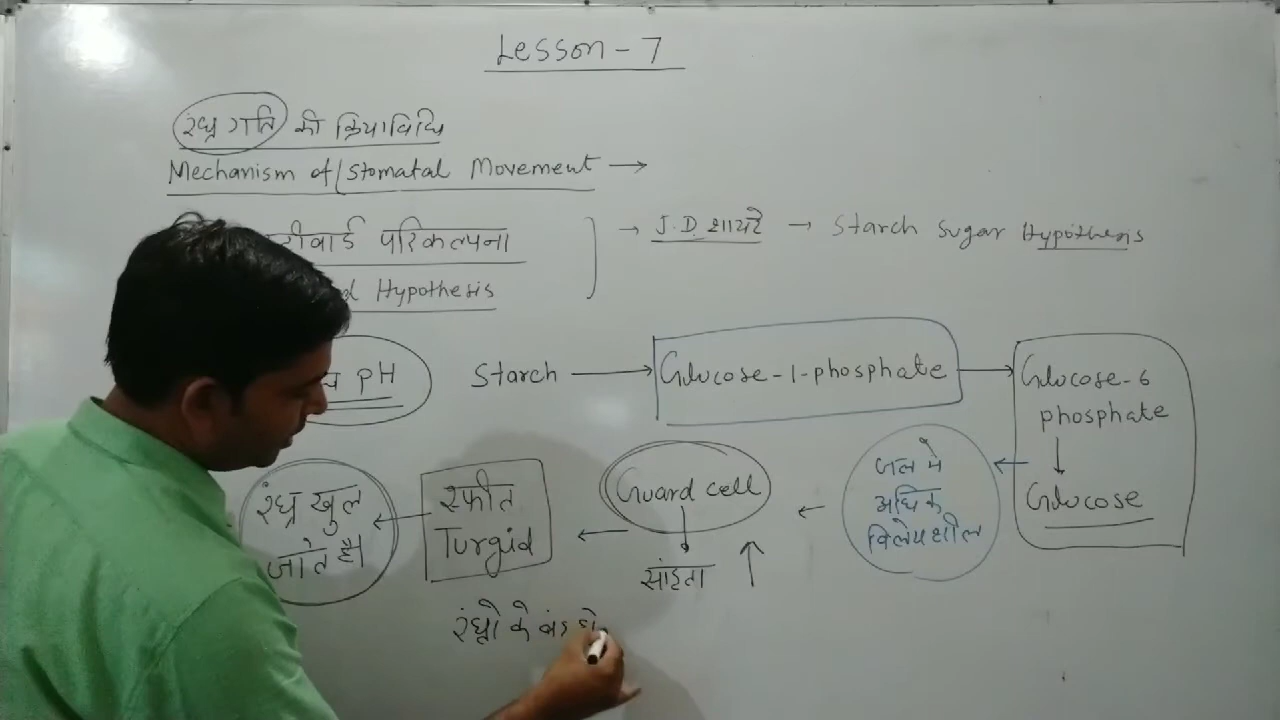 Lesson - 7
रंध्र गति की क्रियाविधि
Mechanism of Stomatal Movement →
परिकल्पना
Hypothesis
→ J.D. सायरे → Starch Sugar Hypothesis
pH
Starch → Glucose-1-phosphate → Glucose-6
phosphate
↓
Glucose
← जल में
अधिक
विलेयशील
← Guard cell
↓
सांद्रता ↑
← स्फीत
Turgid
← रंध्र खुल
जाते है।
रंध्रो के बंद